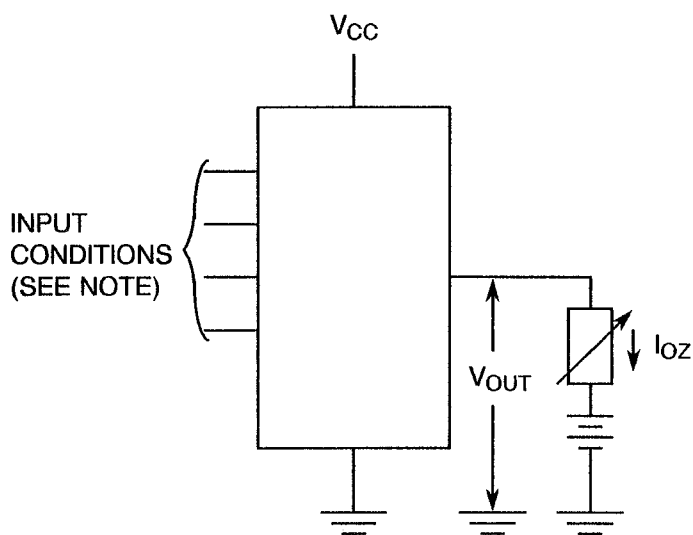 VCC
INPUT
CONDITIONS
(SEE NOTE)
VOUT
IOZ